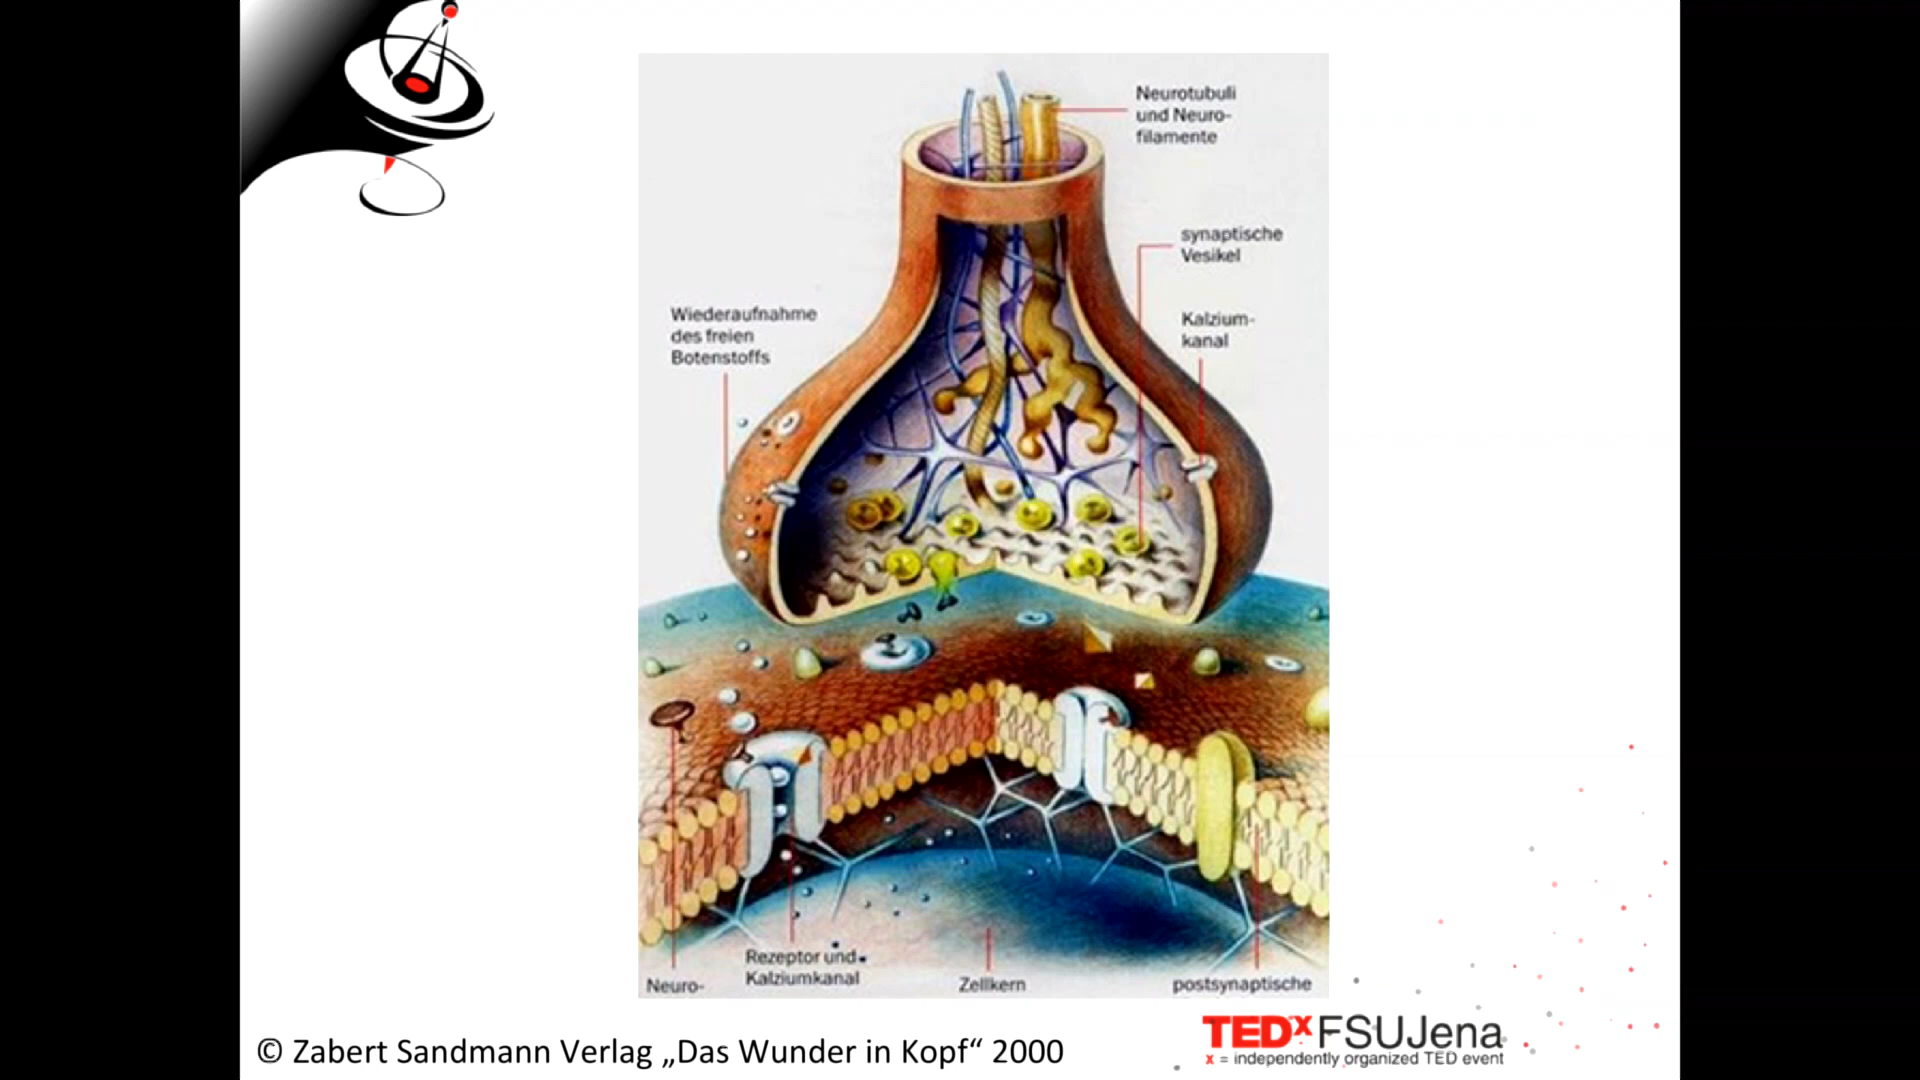 Neurotubuli
und Neuro-
filamente
synaptische
Vesikel
Kalzium-
kanal
Wiederaufnahme
des freien
Botenstoffs
Rezeptor und
Kalziumkanal
Neuro-
Zellkern
postsynaptische
© Zabert Sandmann Verlag „Das Wunder in Kopf“ 2000
TEDxFSUJena
x = independently organized TED event